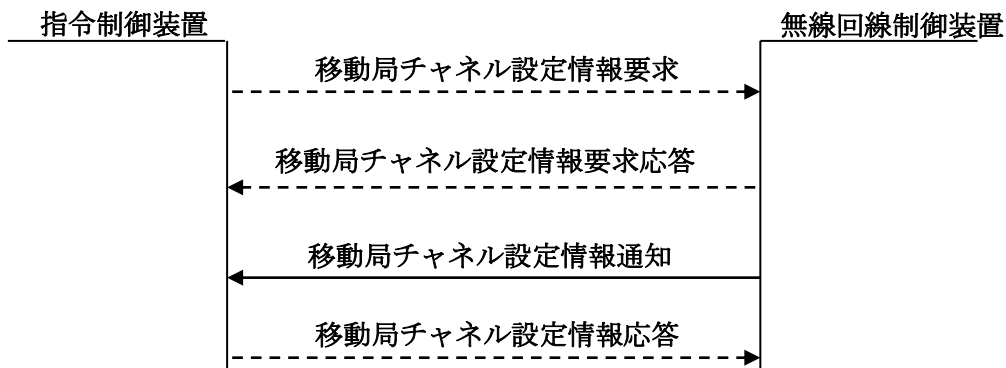 指令制御装置
無線回線制御装置
移動局チャネル設定情報要求
移動局チャネル設定情報要求応答
移動局チャネル設定情報通知
移動局チャネル設定情報応答